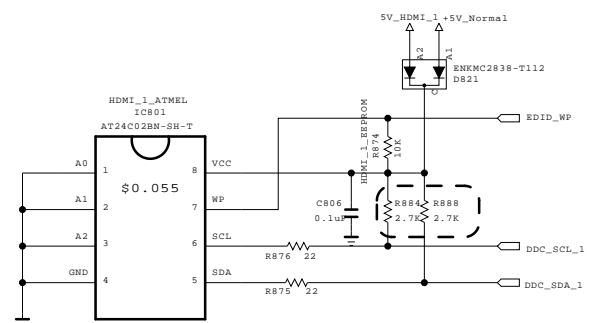 5V_HDMI_1 +5V_Normal
A2
A1
ENKMC2838-T112
D821
C
HDMI_1_ATMEL
IC801
AT24C02BN-SH-T
HDMI_1_EEPROM
R874
10K
EDID_WP
A0
1
8
VCC
$0.055
A1
2
7
WP
C806
0.1uF
R884
2.7K
R888
2.7K
A2
3
6
SCL
R876
22
DDC_SCL_1
GND
4
5
SDA
R875
22
DDC_SDA_1